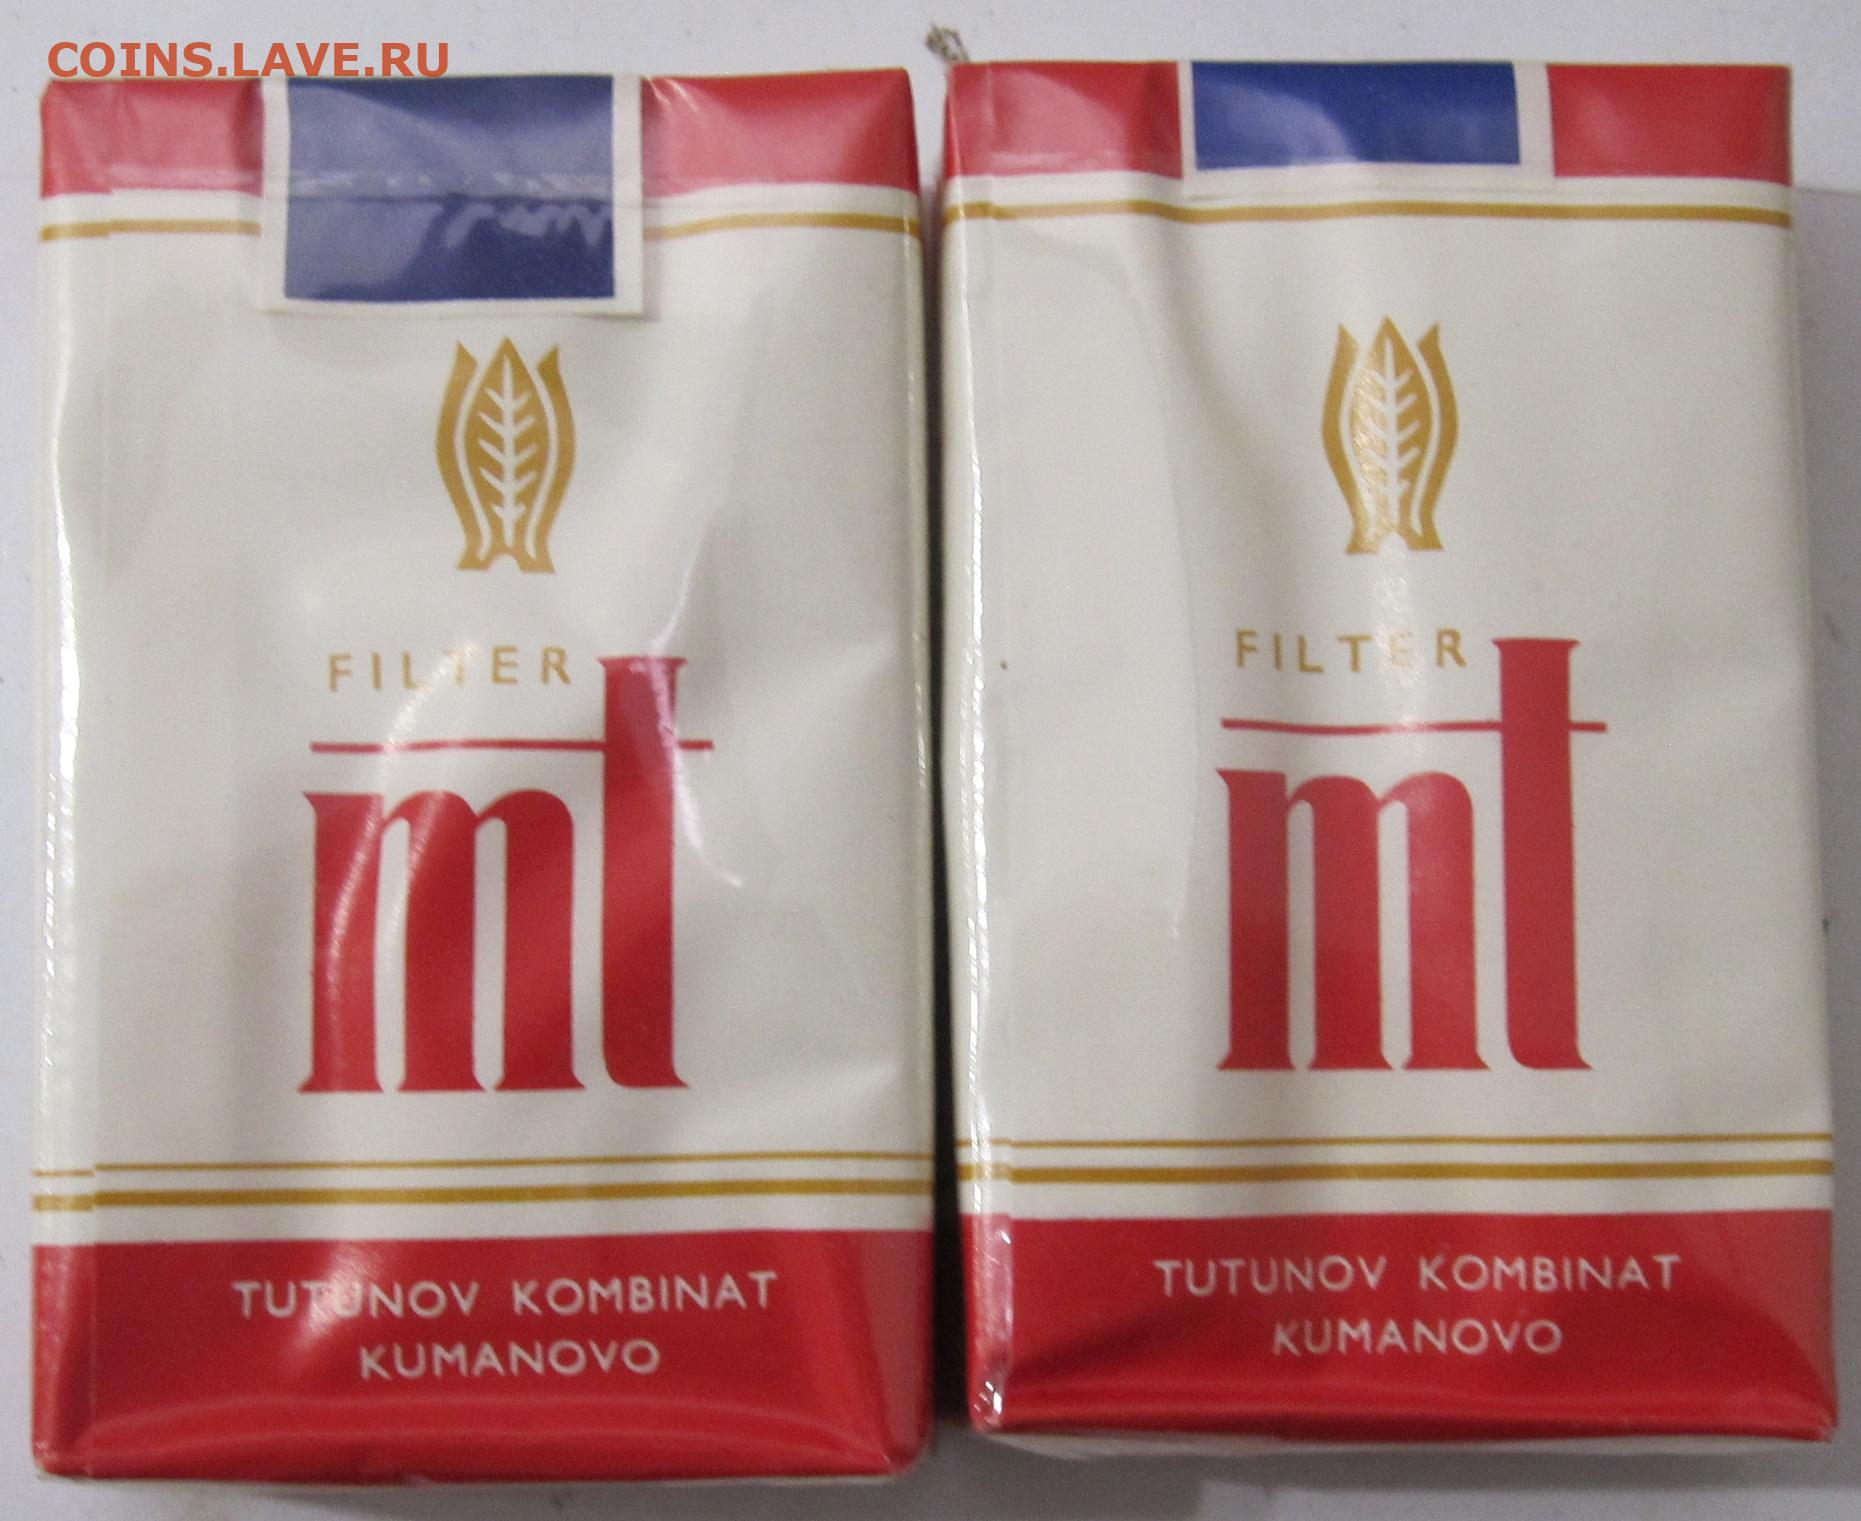 COINS.LAVE.RU
FILTER
mt
TUTUNOV KOMBINAT
KUMANOVO
FILTER
mt
TUTUNOV KOMBINAT
KUMANOVO